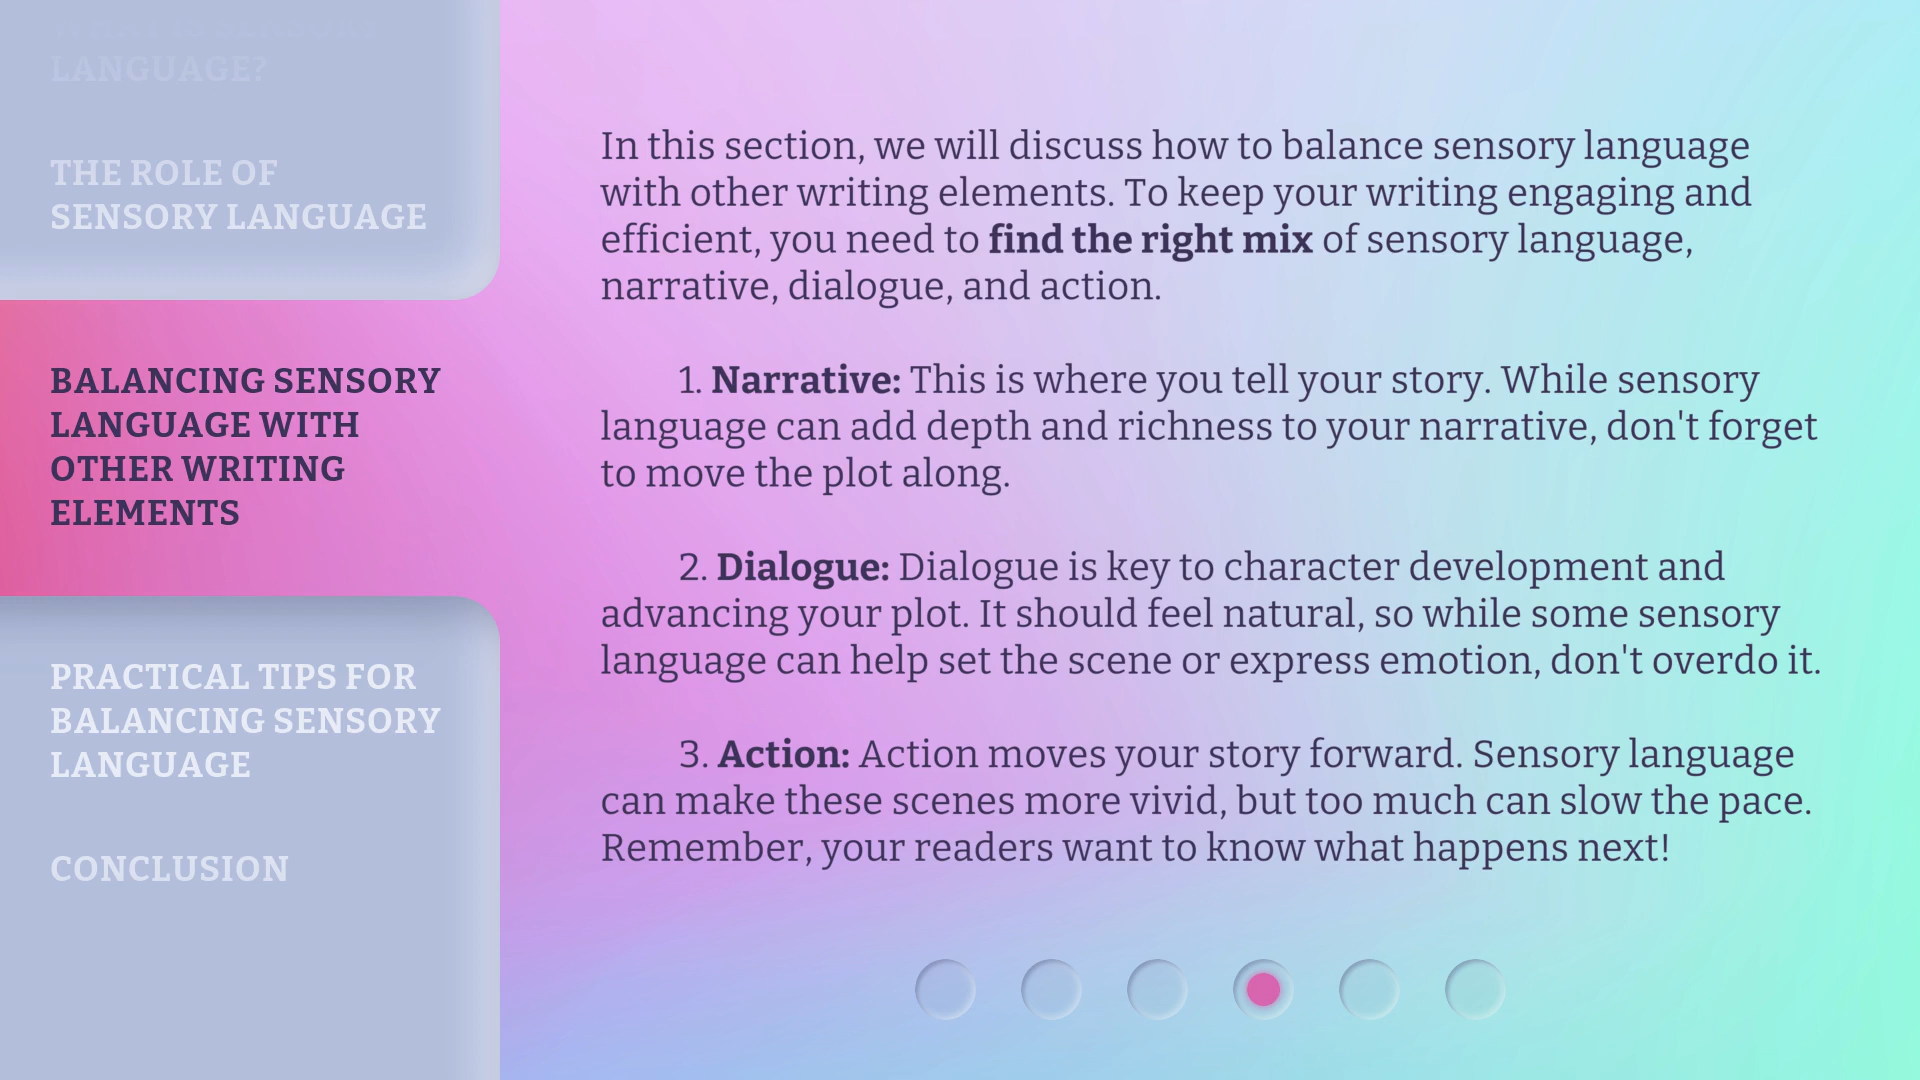 LANGUAGE?
THE ROLE OF
SENSORY LANGUAGE
BALANCING SENSORY
LANGUAGE WITH
OTHER WRITING
ELEMENTS
PRACTICAL TIPS FOR
BALANCING SENSORY
LANGUAGE
CONCLUSION
In this section, we will discuss how to balance sensory language
with other writing elements. To keep your writing engaging and
efficient, you need to find the right mix of sensory language,
narrative, dialogue, and action.
1. Narrative: This is where you tell your story. While sensory
language can add depth and richness to your narrative, don't forget
to move the plot along.
2. Dialogue: Dialogue is key to character development and
advancing your plot. It should feel natural, so while some sensory
language can help set the scene or express emotion, don't overdo it.
3. Action: Action moves your story forward. Sensory language
can make these scenes more vivid, but too much can slow the pace.
Remember, your readers want to know what happens next!